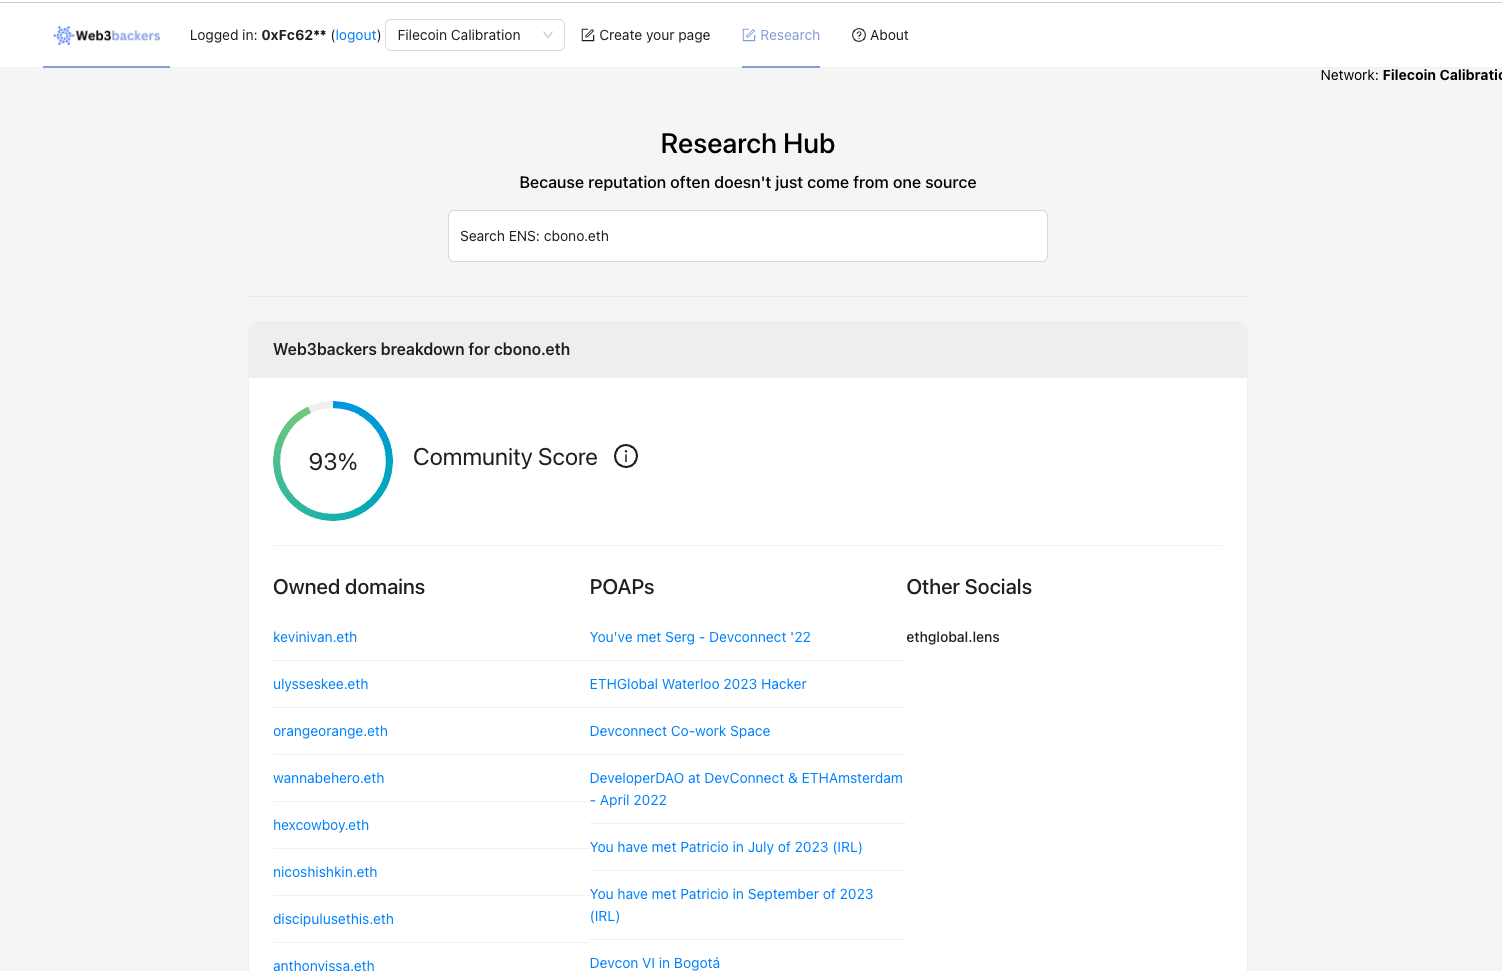 Web3backers
Logged in: 0xFc62** (logout)
Filecoin Calibration
Create your page
Research
About
Network: Filecoin Calibratio
Research Hub
Because reputation often doesn't just come from one source
Search ENS: cbono.eth
Web3backers breakdown for cbono.eth
93%
Community Score
Owned domains
kevinivan.eth
ulysseskee.eth
orangeorange.eth
wannabehero.eth
hexcowboy.eth
nicoshishkin.eth
discipulusethis.eth
anthonyissa.eth
POAPs
You've met Serg - Devconnect '22
ETHGlobal Waterloo 2023 Hacker
Devconnect Co-work Space
DeveloperDAO at DevConnect & ETHAmsterdam
- April 2022
You have met Patricio in July of 2023 (IRL)
You have met Patricio in September of 2023
(IRL)
Devcon VI in Bogotá
Other Socials
ethglobal.lens